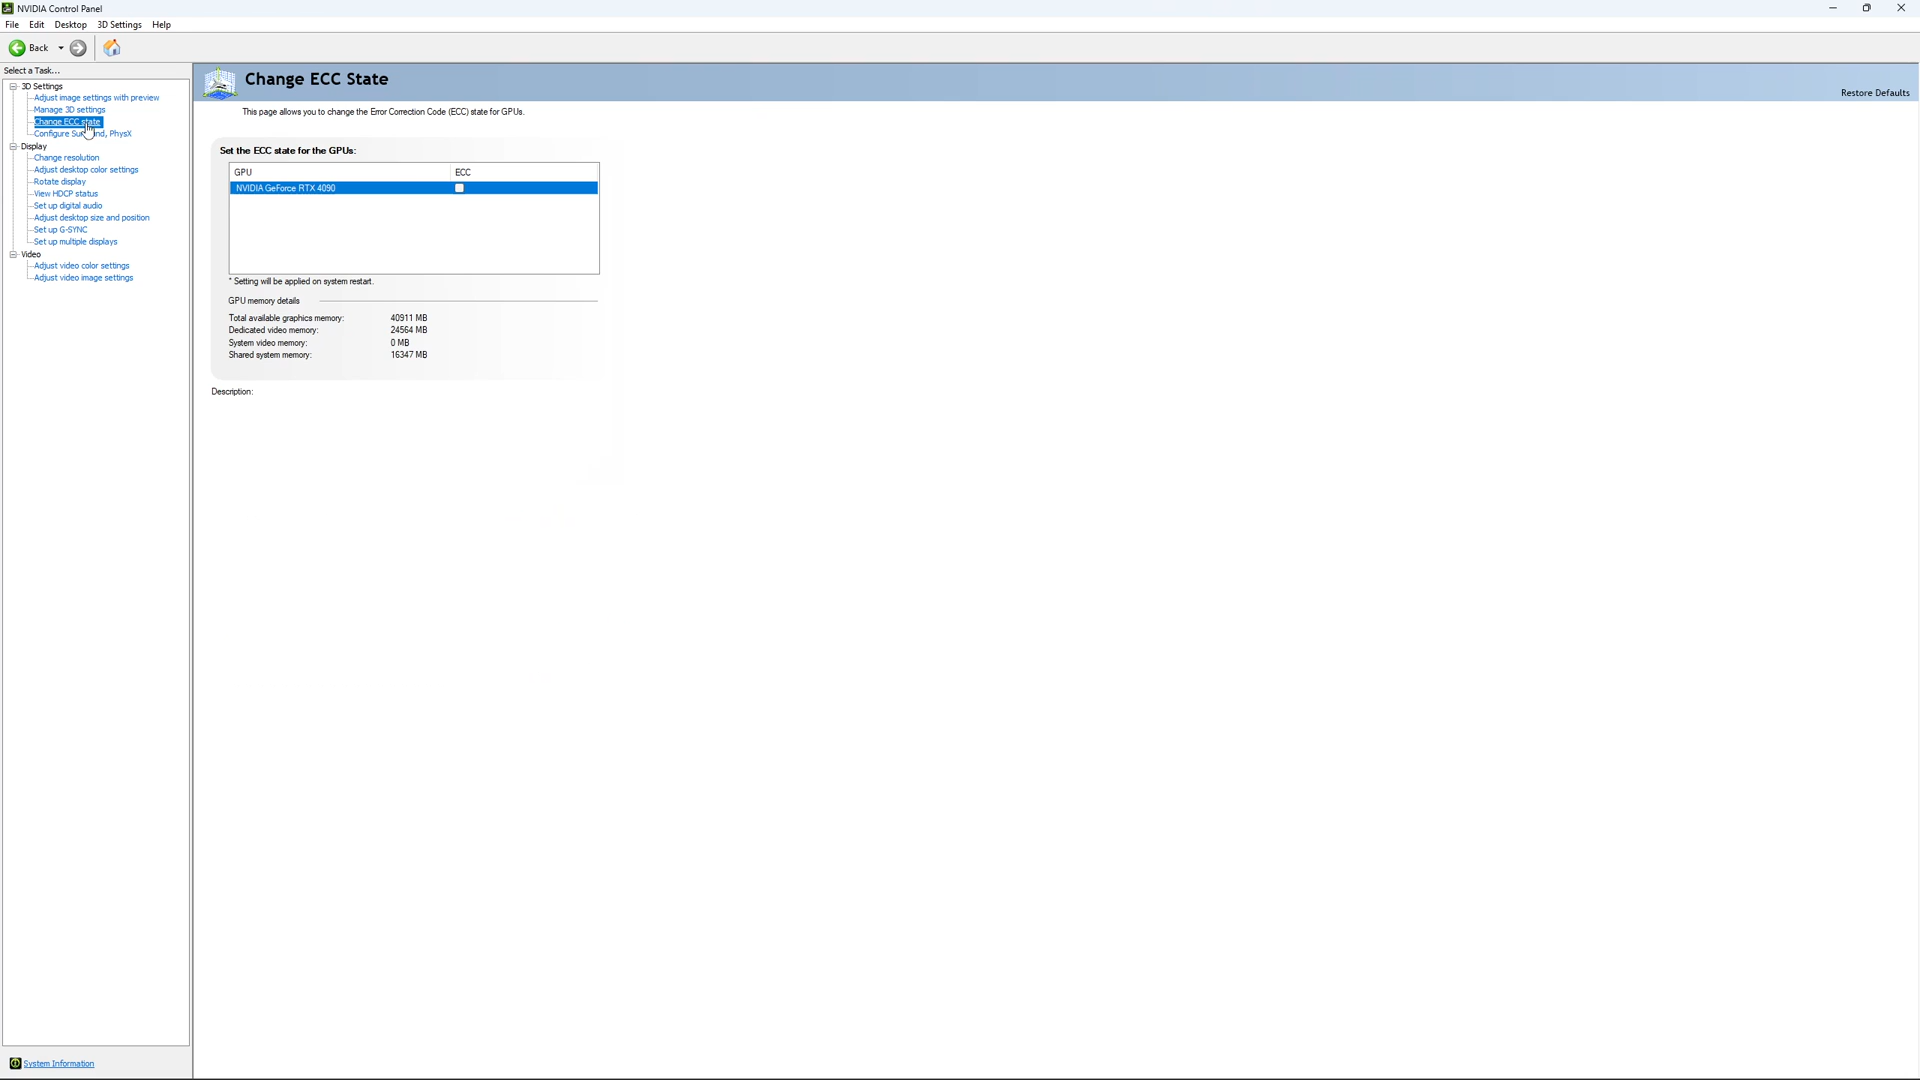 NVIDIA Control Panel
File Edit Desktop 3D Settings Help
Back
Select a Task...
3D Settings
Adjust image settings with preview
Manage 3D settings
Change ECC state
Configure Surround, PhysX
Display
Change resolution
Adjust desktop color settings
Rotate display
View HDCP status
Set up digital audio
Adjust desktop size and position
Set up G-SYNC
Set up multiple displays
Video
Adjust video color settings
Adjust video image settings
System Information
Change ECC State
Restore Defaults
This page allows you to change the Error Correction Code (ECC) state for GPUs.
Set the ECC state for the GPUs:
GPU ECC
NVIDIA GeForce RTX 4090
* Setting will be applied on system restart.
GPU memory details
Total available graphics memory: 40911 MB
Dedicated video memory: 24564 MB
System video memory: 0 MB
Shared system memory: 16347 MB
Description: